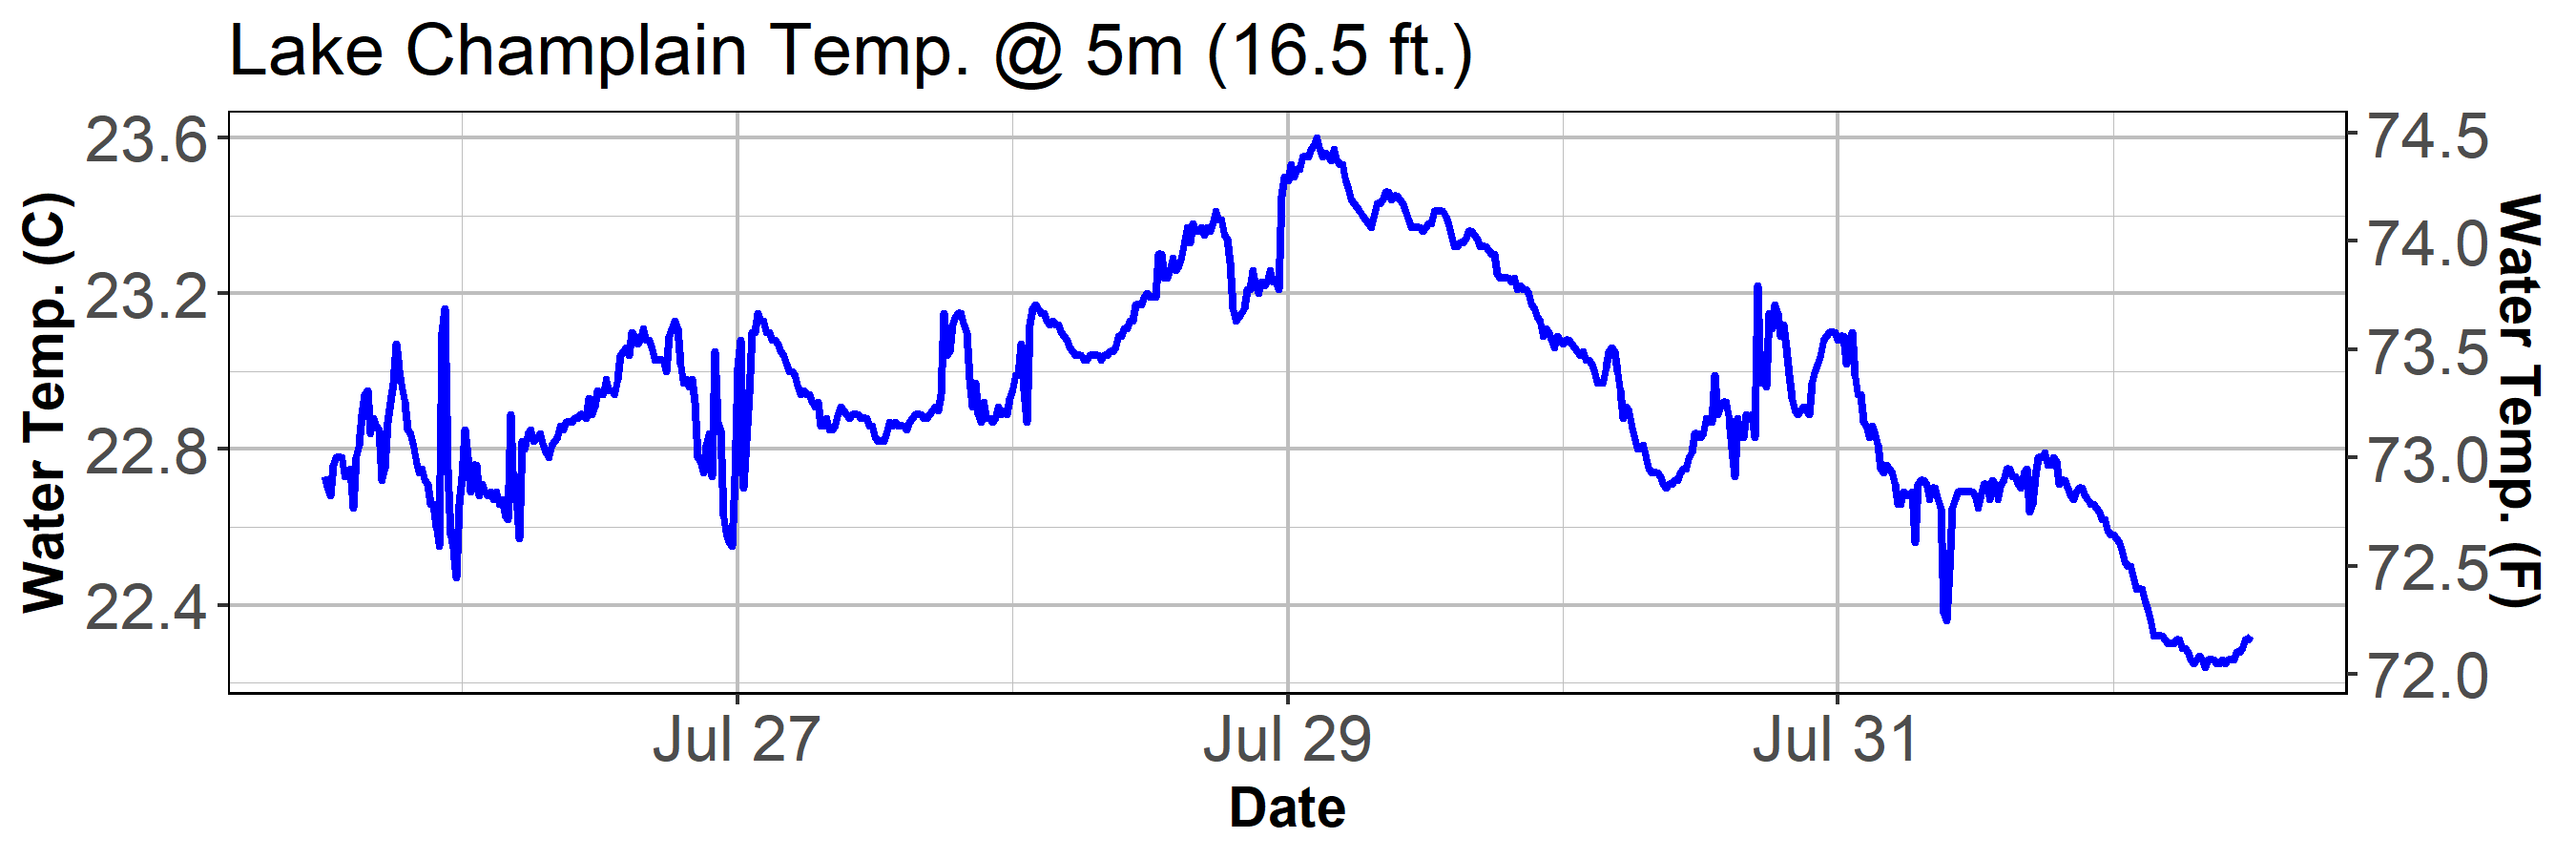 Lake Champlain Temp. @ 5m (16.5 ft.)
Water Temp. (C)
23.6
23.2
22.8
22.4
74.5
74.0
73.5
73.0
72.5
72.0
Water Temp. (F)
Jul 27
Jul 29
Jul 31
Date